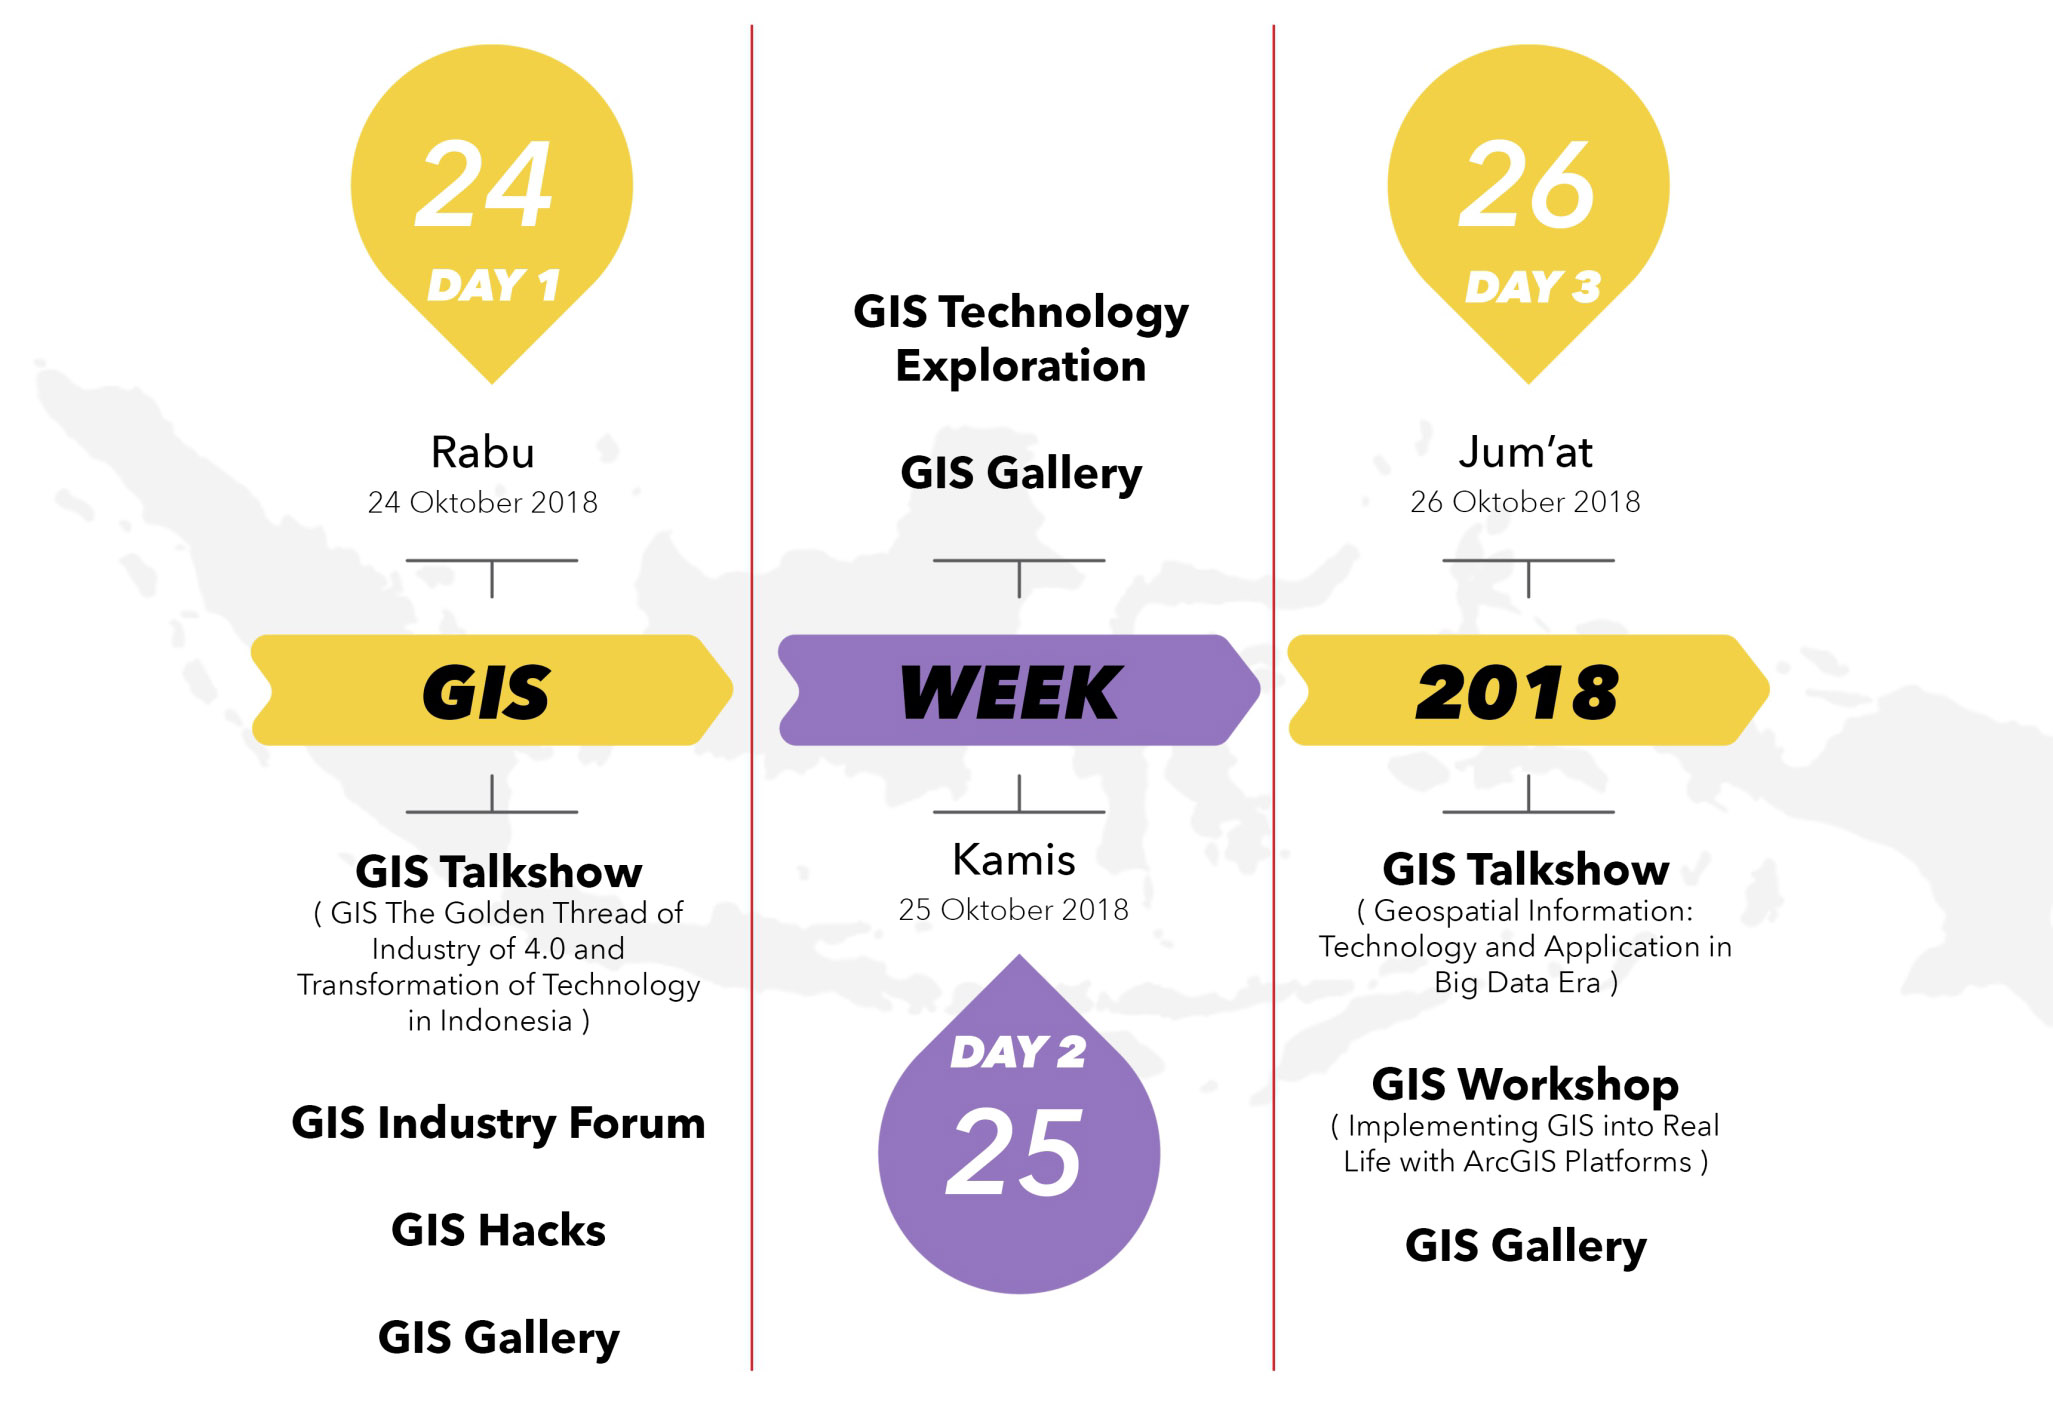 24
DAY 1
Rabu
24 Oktober 2018
GIS
GIS Talkshow
( GIS The Golden Thread of
Industry of 4.0 and
Transformation of Technology
in Indonesia )
GIS Industry Forum
GIS Hacks
GIS Gallery
GIS Technology
Exploration
GIS Gallery
WEEK
Kamis
25 Oktober 2018
DAY 2
25
26
DAY 3
Jum’at
26 Oktober 2018
2018
GIS Talkshow
( Geospatial Information:
Technology and Application in
Big Data Era )
GIS Workshop
( Implementing GIS into Real
Life with ArcGIS Platforms )
GIS Gallery